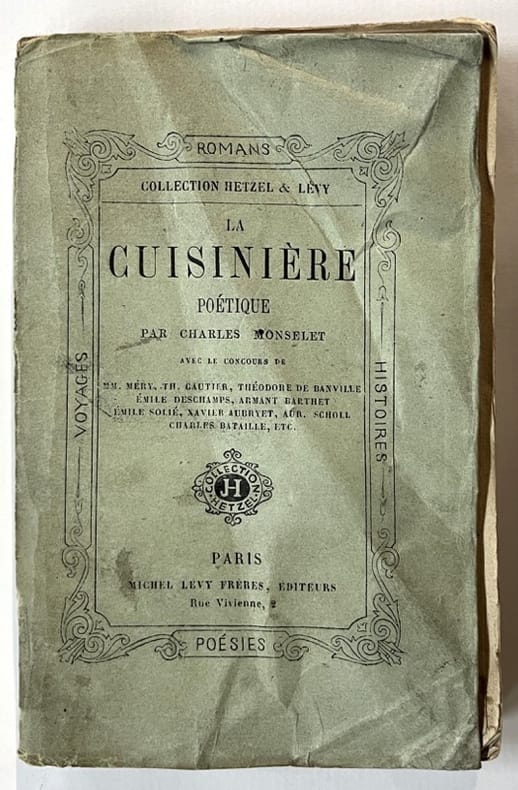 ROMANS
COLLECTION HETZEL & LÉVY
LA
CUISINIÈRE
POÉTIQUE
PAR CHARLES MONSELET
AVEC LE CONCOURS DE
MM. MÉRY, TH. GAUTIER, THÉODORE DE BANVILLE
ÉMILE DESCHAMPS, ARMANT BARTHET
ÉMILE SOLIÉ, XAVIER AUBRYET, AUR. SCHOLL
CHARLES BATAILLE, ETC.
VOYAGES
HISTOIRES
COLLECTION
JH
HETZEL
PARIS
MICHEL LÉVY FRÈRES, ÉDITEURS
Rue Vivienne, 2
POÉSIES